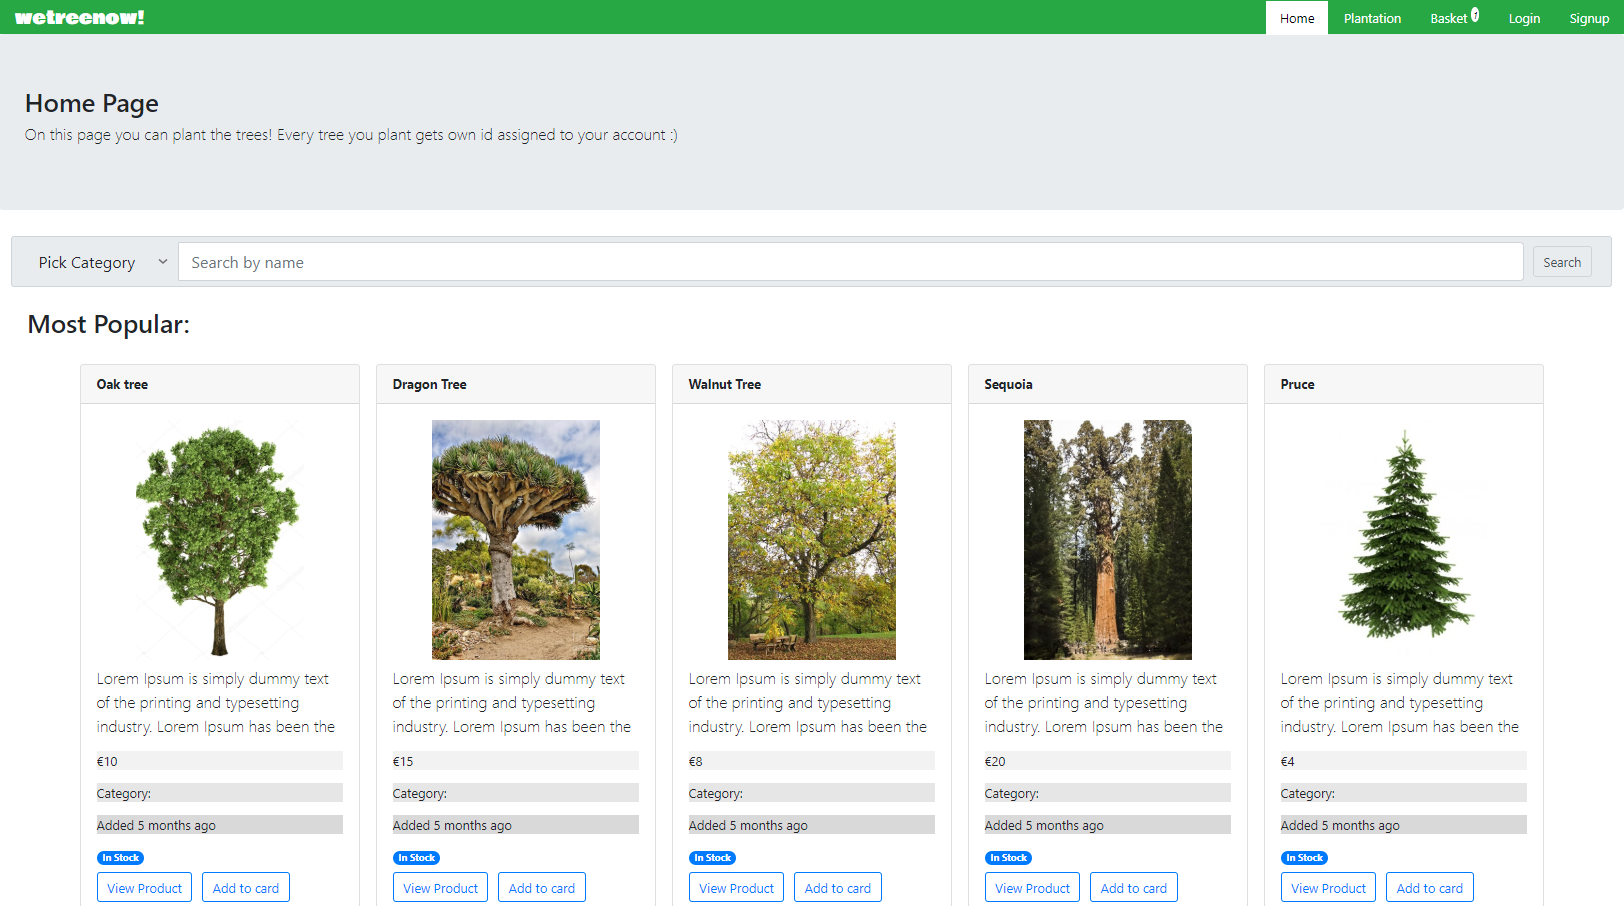 wetreenow!
Home Plantation Basket 1 Login Signup
Home Page
On this page you can plant the trees! Every tree you plant gets own id assigned to your account :)
Pick Category Search by name Search
Most Popular:
Oak tree
Lorem Ipsum is simply dummy text
of the printing and typesetting
industry. Lorem Ipsum has been the
€10
Category:
Added 5 months ago
In Stock
View Product Add to card
Dragon Tree
Lorem Ipsum is simply dummy text
of the printing and typesetting
industry. Lorem Ipsum has been the
€15
Category:
Added 5 months ago
In Stock
View Product Add to card
Walnut Tree
Lorem Ipsum is simply dummy text
of the printing and typesetting
industry. Lorem Ipsum has been the
€8
Category:
Added 5 months ago
In Stock
View Product Add to card
Sequoia
Lorem Ipsum is simply dummy text
of the printing and typesetting
industry. Lorem Ipsum has been the
€20
Category:
Added 5 months ago
In Stock
View Product Add to card
Pruce
Lorem Ipsum is simply dummy text
of the printing and typesetting
industry. Lorem Ipsum has been the
€4
Category:
Added 5 months ago
In Stock
View Product Add to card